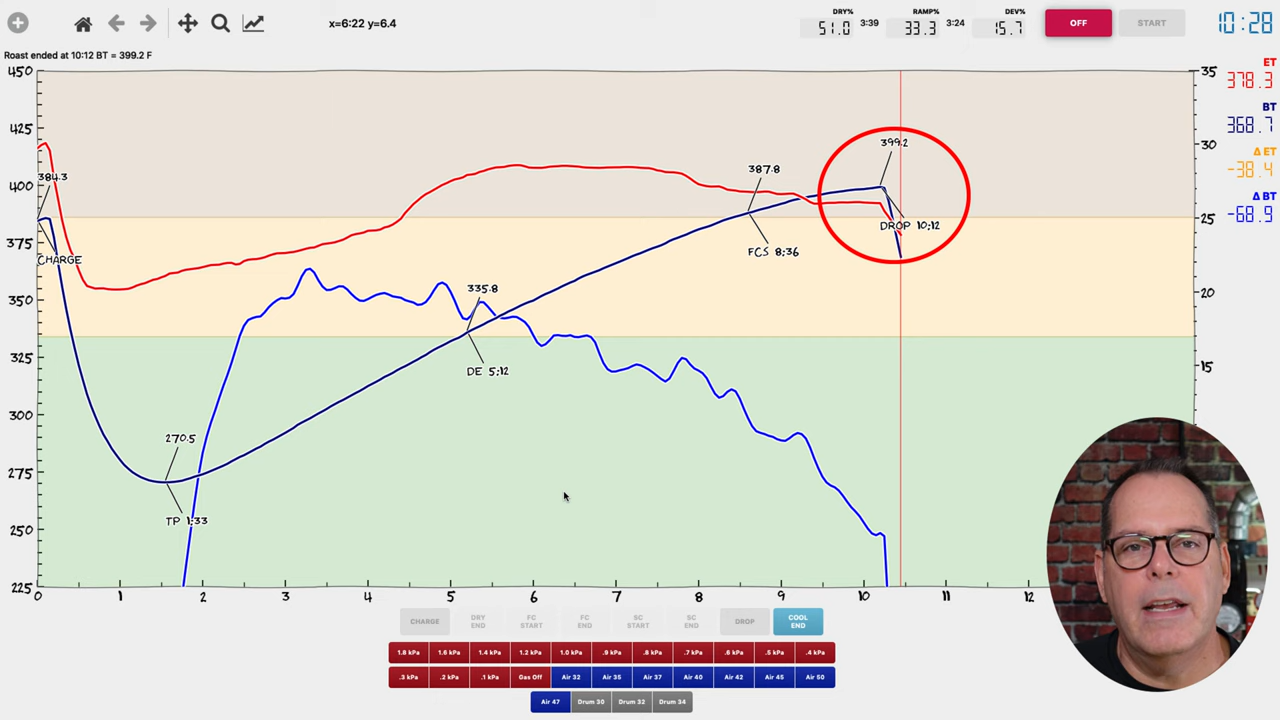 x=6:22 y=6.4
DRY%
51.0
3:39
RAMP%
33.3
3:24
DEV%
15.7
OFF
START
10:28
Roast ended at 10:12 BT = 399.2 F
ET
378.3
BT
368.7
Δ ET
-38.4
Δ BT
-68.9
450
425
400
375
350
325
300
275
250
225
35
30
25
20
15
0 1 2 3 4 5 6 7 8 9 10 11 12
384.3
CHARGE
270.5
TP 1:33
335.8
DE 5:12
387.8
FCS 8:36
399.2
DROP 10:12
CHARGE
DRY
END
FC
START
FC
END
SC
START
SC
END
DROP
COOL
END
1.8 kPa 1.6 kPa 1.4 kPa 1.2 kPa 1.0 kPa .9 kPa .8 kPa .7 kPa .6 kPa .5 kPa .4 kPa
.3 kPa .2 kPa .1 kPa Gas Off Air 32 Air 35 Air 37 Air 40 Air 42 Air 45 Air 50
Air 47 Drum 30 Drum 32 Drum 34